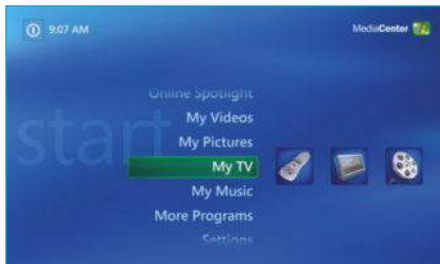 9:07 AM
MediaCenter
Online Spotlight
My Videos
My Pictures
start
My TV
My Music
More Programs
Settings